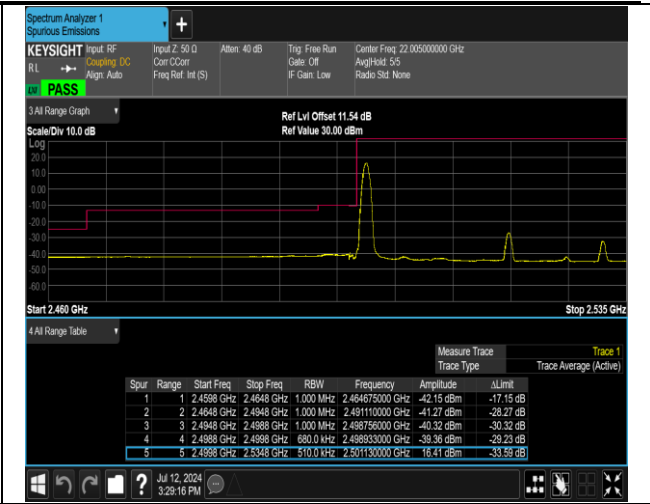 Spectrum Analyzer 1
Spurious Emissions
+
KEYSIGHT Input: RF Input Z: 50 Ω Atten: 40 dB Trig: Free Run Center Freq: 22.005000000 GHz
RL Coupling: DC Corr CCorr Gate: Off Avg|Hold: 5/5
Align: Auto Freq Ref: Int (S) IF Gain: Low Radio Std: None
PASS
3 All Range Graph
Ref Lvl Offset 11.54 dB
Scale/Div 10.0 dB Ref Value 30.00 dBm
Log
20.0
10.0
0.00
-10.0
-20.0
-30.0
-40.0
-50.0
-60.0
Start 2.460 GHz Stop 2.535 GHz
4 All Range Table
Measure Trace Trace 1
Trace Type Trace Average (Active)
Spur Range Start Freq Stop Freq RBW Frequency Amplitude ΔLimit
1 1 2.4598 GHz 2.4648 GHz 1.000 MHz 2.464675000 GHz -42.15 dBm -17.15 dB
2 2 2.4648 GHz 2.4948 GHz 1.000 MHz 2.491110000 GHz -41.27 dBm -28.27 dB
3 3 2.4948 GHz 2.4988 GHz 1.000 MHz 2.498756000 GHz -40.32 dBm -30.32 dB
4 4 2.4988 GHz 2.4998 GHz 680.0 kHz 2.498933000 GHz -39.36 dBm -29.23 dB
5 5 2.4998 GHz 2.5348 GHz 510.0 kHz 2.501130000 GHz 16.41 dBm -33.59 dB
? Jul 12, 2024
3:29:16 PM